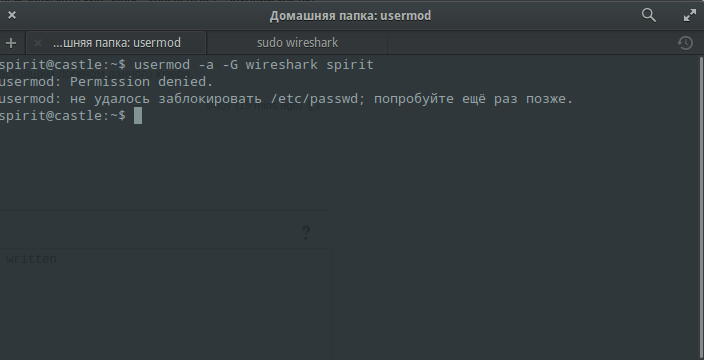 Домашняя папка: usermod
...шняя папка: usermod
sudo wireshark
spirit@castle:~$ usermod -a -G wireshark spirit
usermod: Permission denied.
usermod: не удалось заблокировать /etc/passwd; попробуйте ещё раз позже.
spirit@castle:~$
?
written